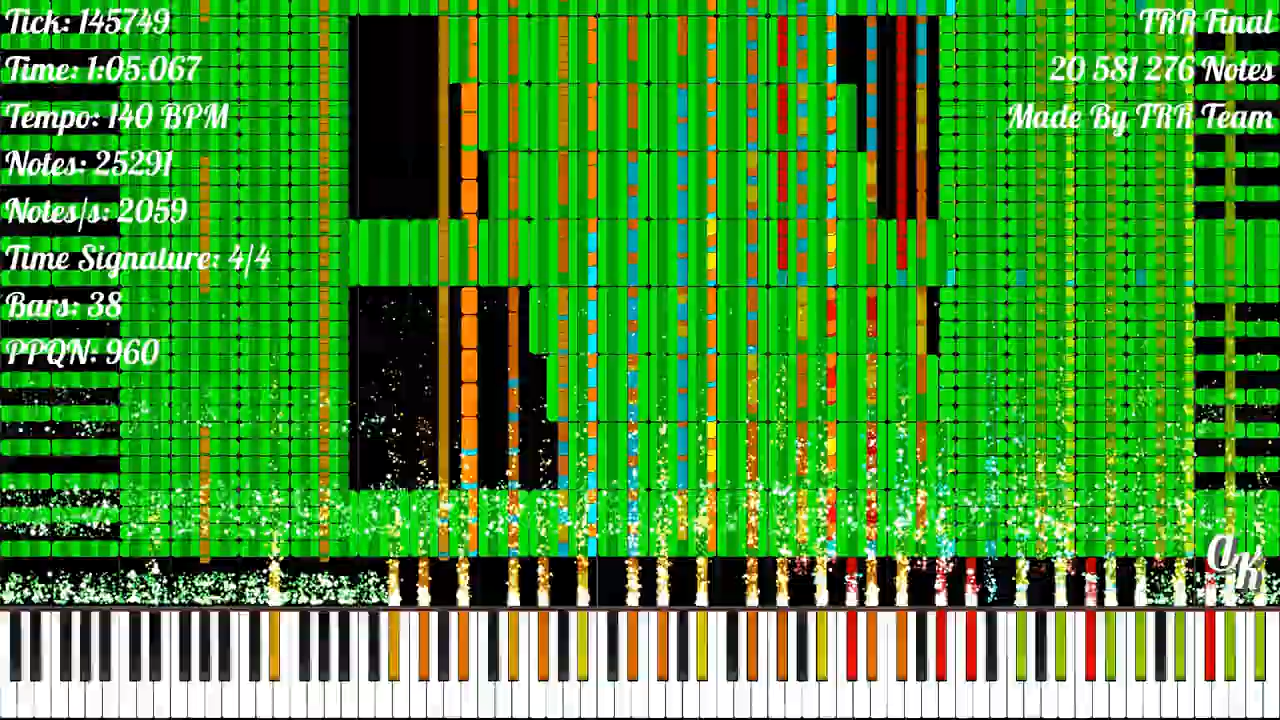 Tick: 145749
Time: 1:05.067
Tempo: 140 BPM
Notes: 25291
Notes/s: 2059
Time Signature: 4/4
Bars: 38
PPQN: 960
TRR Final
20 581 276 Notes
Made By TRR Team
CK